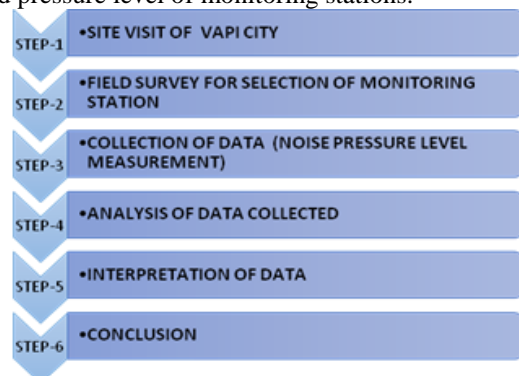 d pressure level of monitoring stations.
STEP-1
•SITE VISIT OF VAPI CITY
STEP-2
•FIELD SURVEY FOR SELECTION OF MONITORING
STATION
STEP-3
•COLLECTION OF DATA (NOISE PRESSURE LEVEL
MEASUREMENT)
STEP-4
•ANALYSIS OF DATA COLLECTED
STEP-5
•INTERPRETATION OF DATA
STEP-6
•CONCLUSION